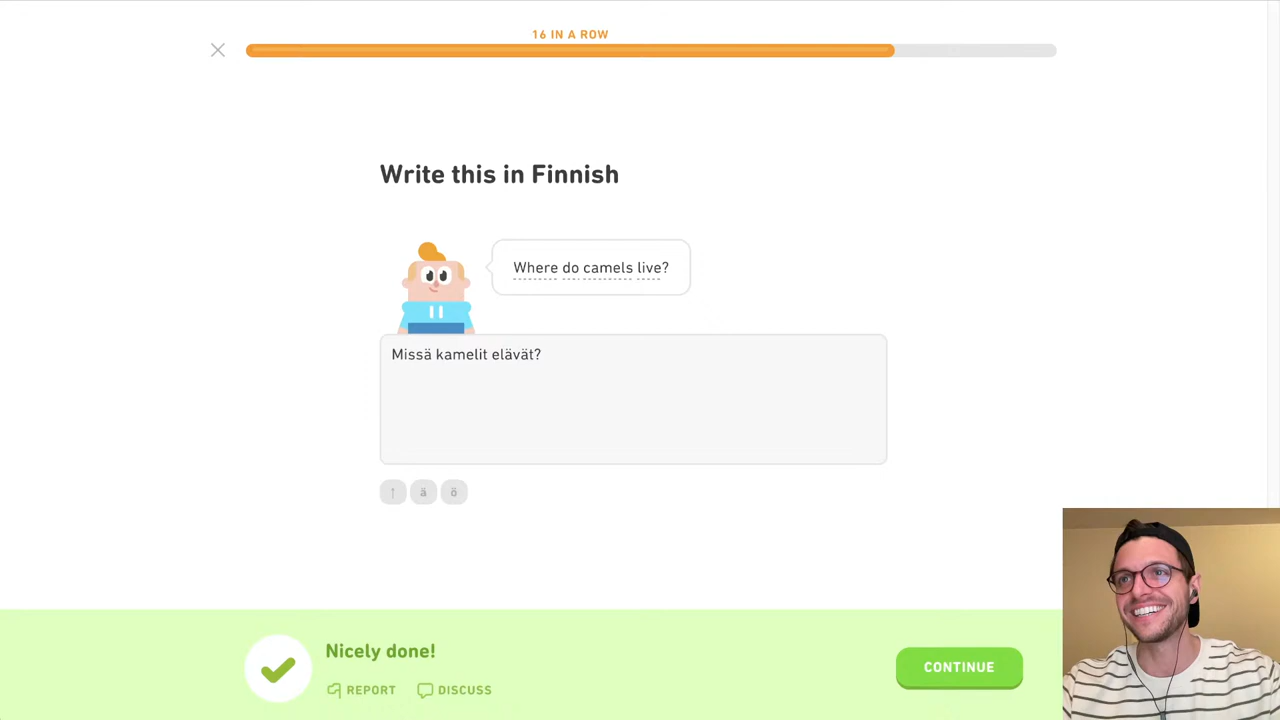 16 IN A ROW
Write this in Finnish
Where do camels live?
Missä kamelit elävät?
↑ ä ö
Nicely done!
REPORT DISCUSS
CONTINUE